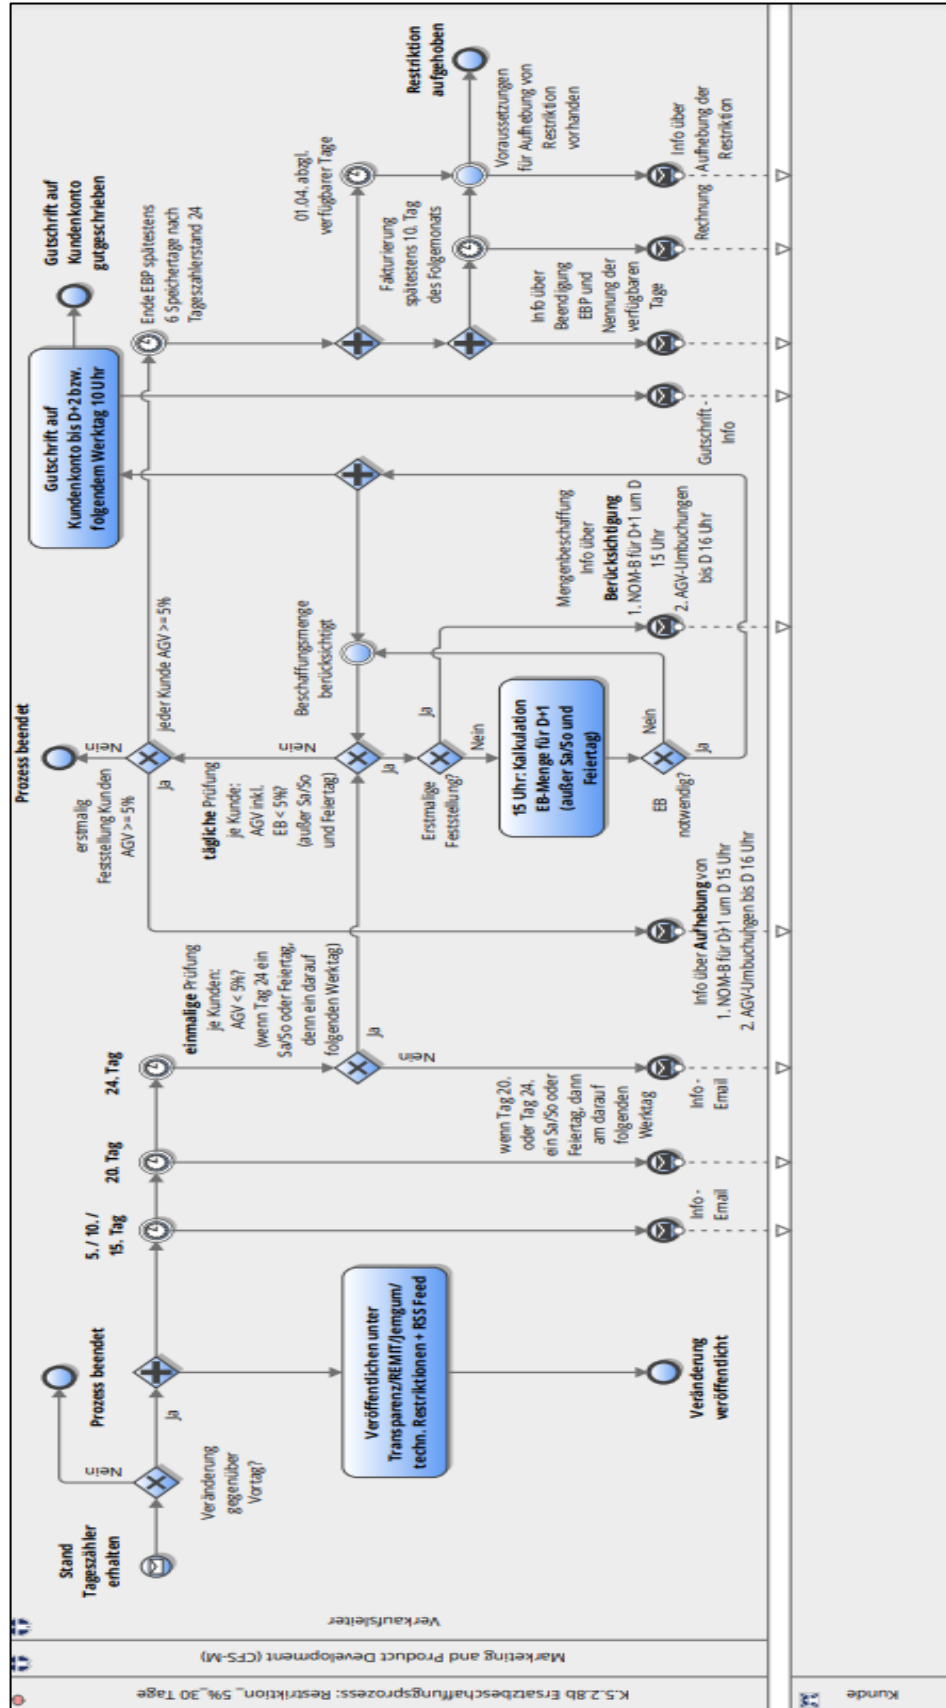 K.5.2.8b Ersatzbeschaffungsprozess: Restriktion_ 5%_30 Tage
Marketing and Product Development (CFS-M)
Verkaufsleiter
Stand
Tageszähler
erhalten
Veränderung
gegenüber
Vortag?
Nein
Prozess beendet
Ja
Veröffentlichen unter
Transparenz/REMIT/Jemgum/
techn. Restriktionen + RSS Feed
Veränderung
veröffentlicht
5. / 10. /
15. Tag
Info -
Email
20. Tag
24. Tag
wenn Tag 20.
oder Tag 24.
ein Sa/So oder
Feiertag, dann
am darauf
folgenden
Werktag
Info -
Email
einmalige Prüfung
je Kunden:
AGV < 5%?
(wenn Tag 24 ein
Sa/So oder Feiertag,
denn ein darauf
folgenden Werktag)
Nein
Ja
Info über Aufhebung von
1. NOM-B für D+1 um D 15 Uhr
2. AGV-Umbuchungen bis D 16 Uhr
erstmalig
Feststellung Kunden
AGV >= 5%
Prozess beendet
Nein
Ja
jeder Kunde AGV >= 5%
tägliche Prüfung
je Kunde:
AGV inkl.
EB < 5%?
(außer Sa/So
und Feiertag)
Nein
Ja
Beschaffungsmenge
berücksichtigt
Erstmalige
Feststellung?
Ja
Nein
15 Uhr: Kalkulation
EB-Menge für D+1
(außer Sa/So und
Feiertag)
EB
notwendig?
Nein
Ja
Mengenbeschaffung
Info über
Berücksichtigung
1. NOM-B für D+1 um D
15 Uhr
2. AGV-Umbuchungen
bis D 16 Uhr
Gutschrift auf
Kundenkonto bis D+2 bzw.
folgendem Werktag 10 Uhr
Gutschrift auf
Kundenkonto
gutgeschrieben
Gutschrift -
Info
Ende EBP spätestens
6 Speichertage nach
Tageszählerstand 24
01.04. abzgl.
verfügbarer Tage
Fakturierung
spätestens 10. Tag
des Folgemonats
Info über
Beendigung
EBP und
Nennung der
verfügbaren
Tage
Rechnung
Restriktion
aufgehoben
Voraussetzungen
für Aufhebung von
Restriktion
vorhanden
Info über
Aufhebung der
Restriktion
Kunde